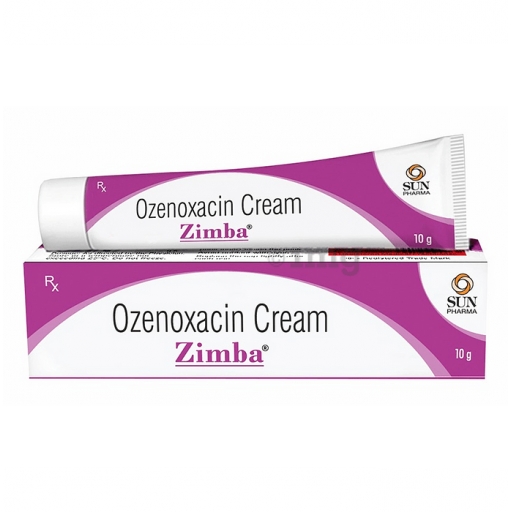 Rx
Ozenoxacin Cream
Zimba®
SUN
PHARMA
10 g
Rx
Ozenoxacin Cream
Zimba®
SUN
PHARMA
10 g